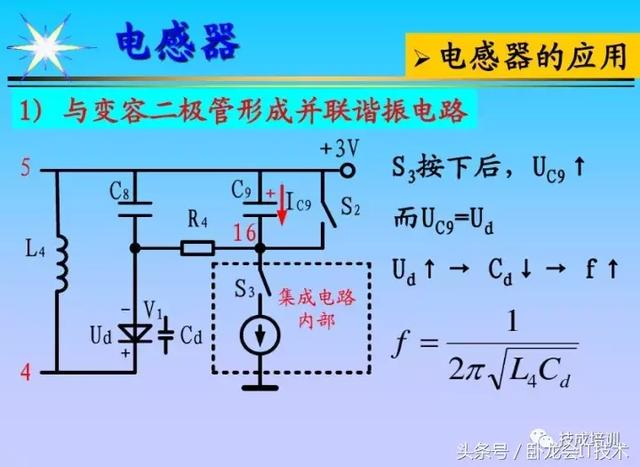 电感器
➢ 电感器的应用
1）与变容二极管形成并联谐振电路
+3V
5
C8
C9
+
IC9
S2
R4
16
L4
S3
集成电路
内部
-
V1
Ud
Cd
+
4
S3按下后，UC9↑
而UC9=Ud
Ud↑→ Cd↓→ f↑
f = 1 / 2π√L4Cd
技成培训
头条号 / 卧龙会IT技术